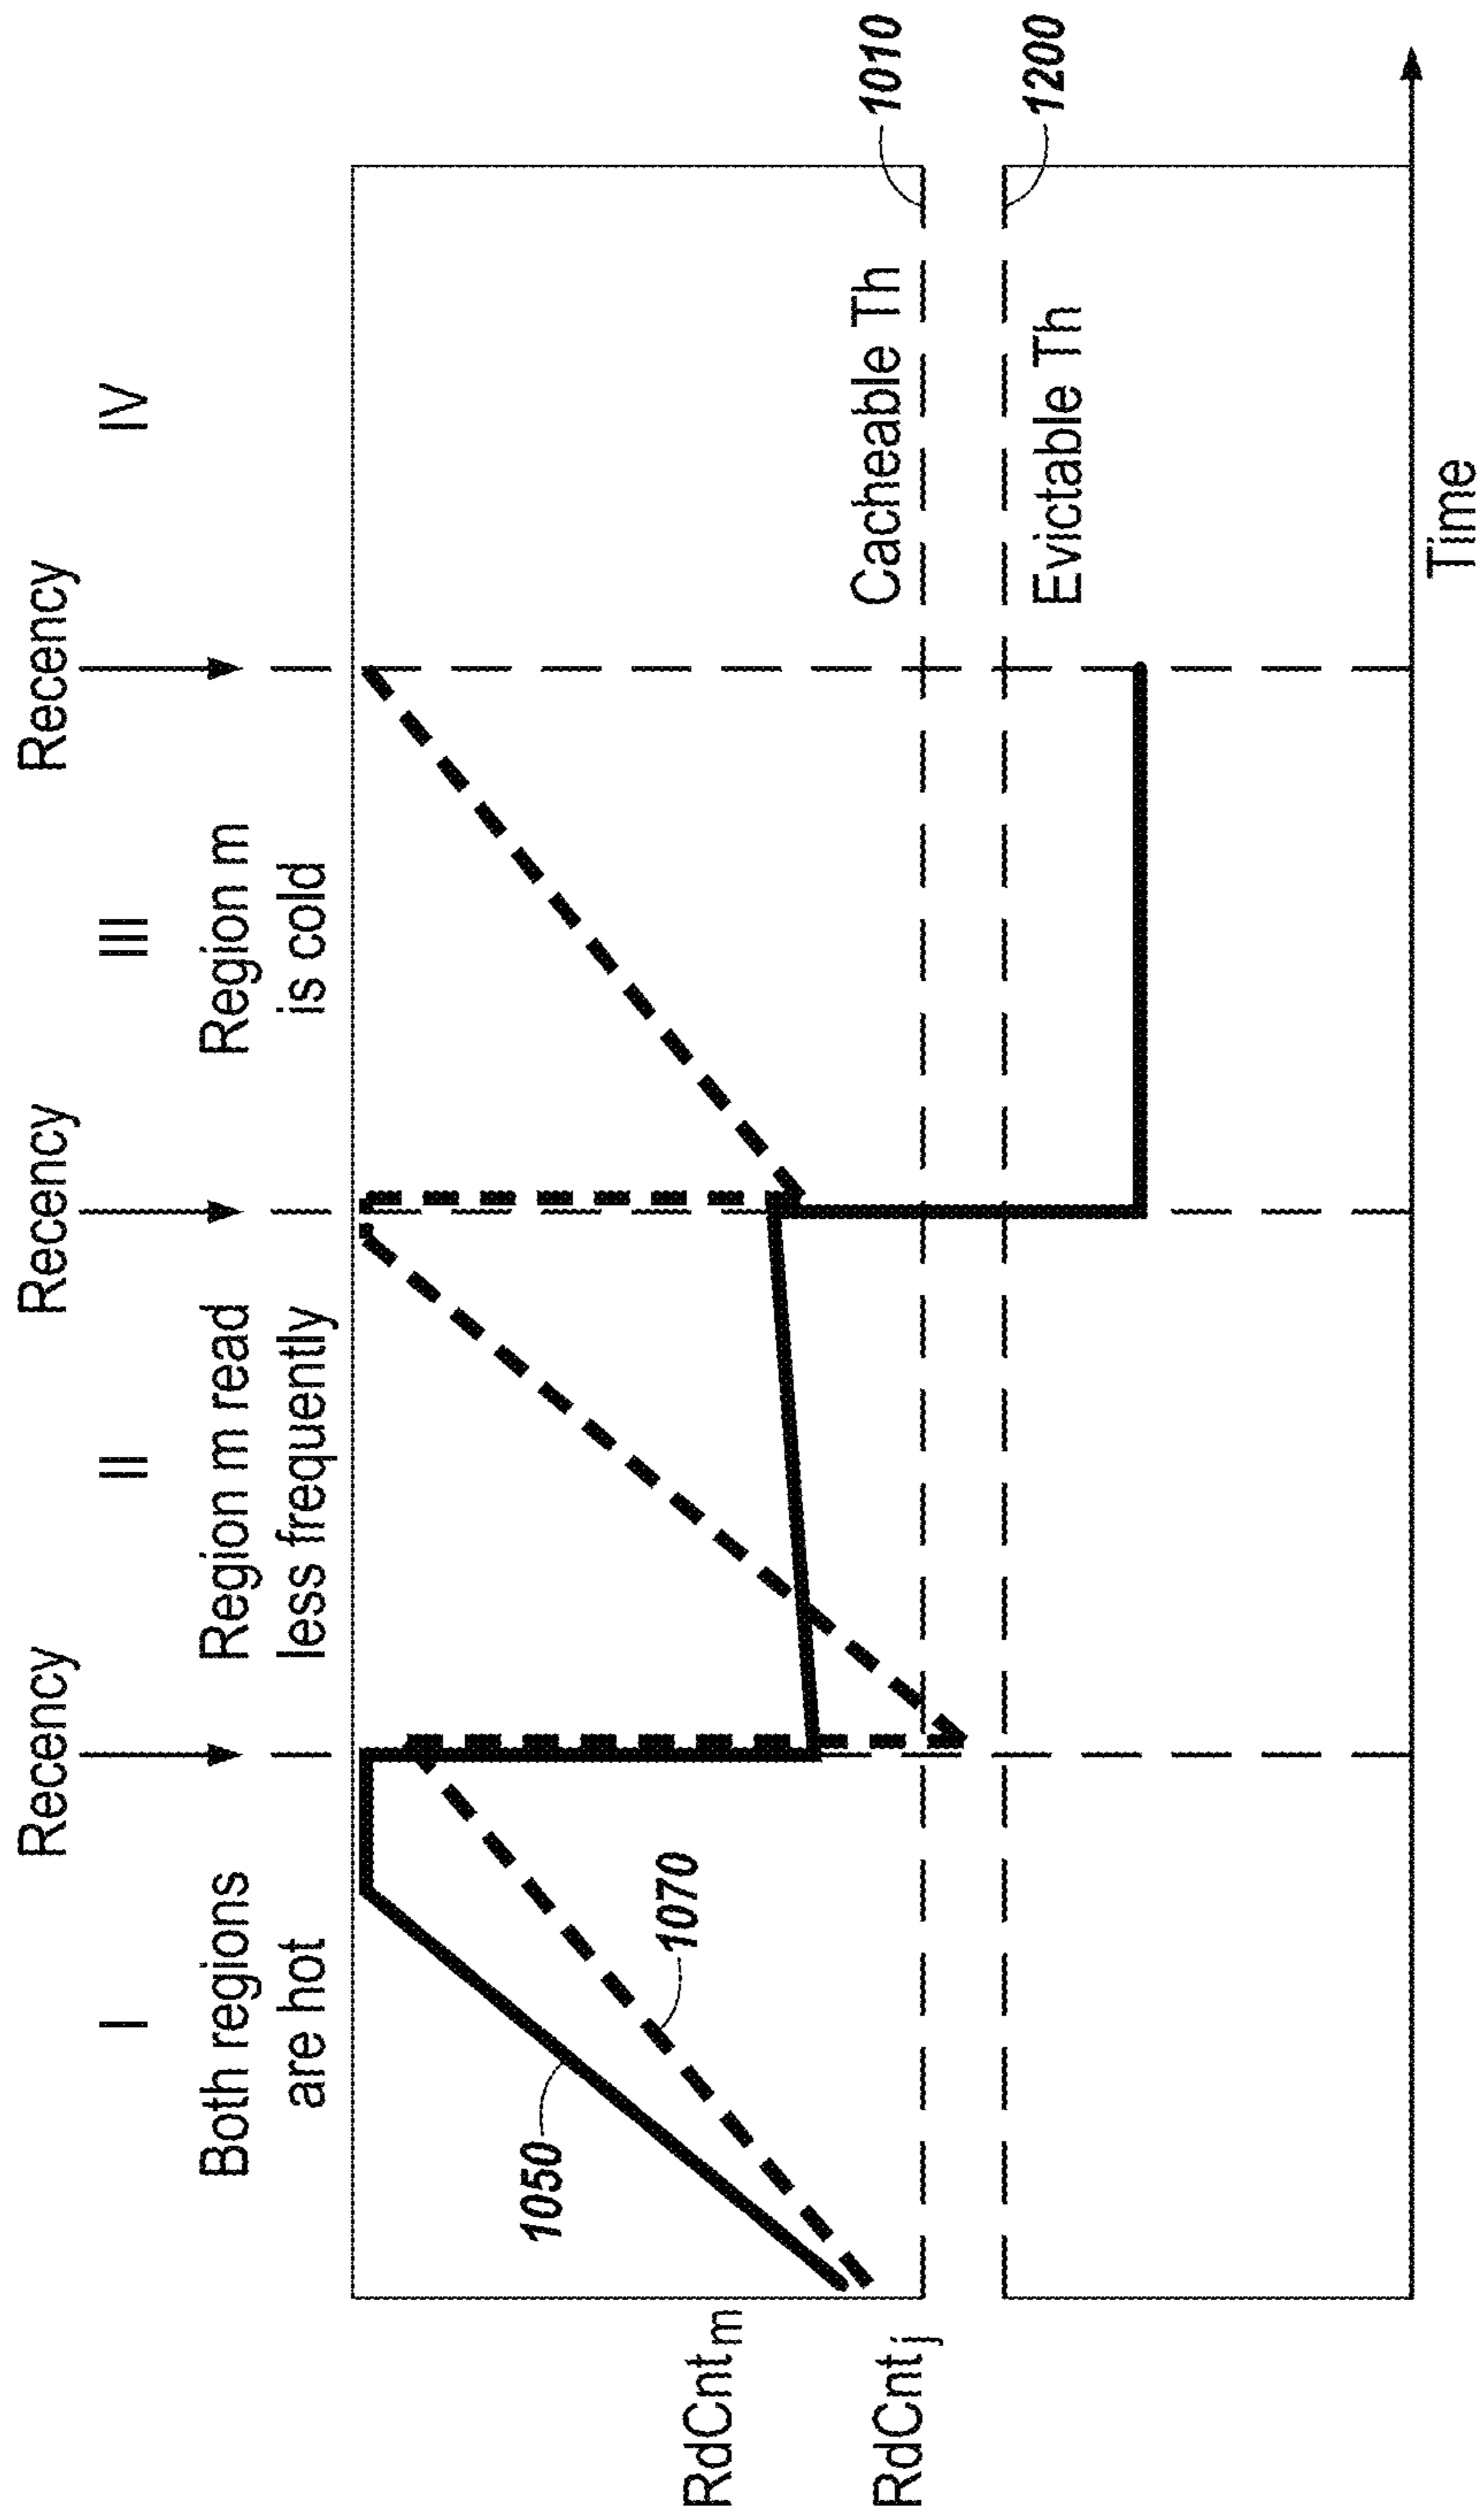 Recency
Recency
Recency
I
II
III
IV
Both regions
are hot
Region m read
less frequently
Region m
is cold
1050
1070
RdCntm
RdCntj
Cacheable Th
1010
Evictable Th
1200
Time